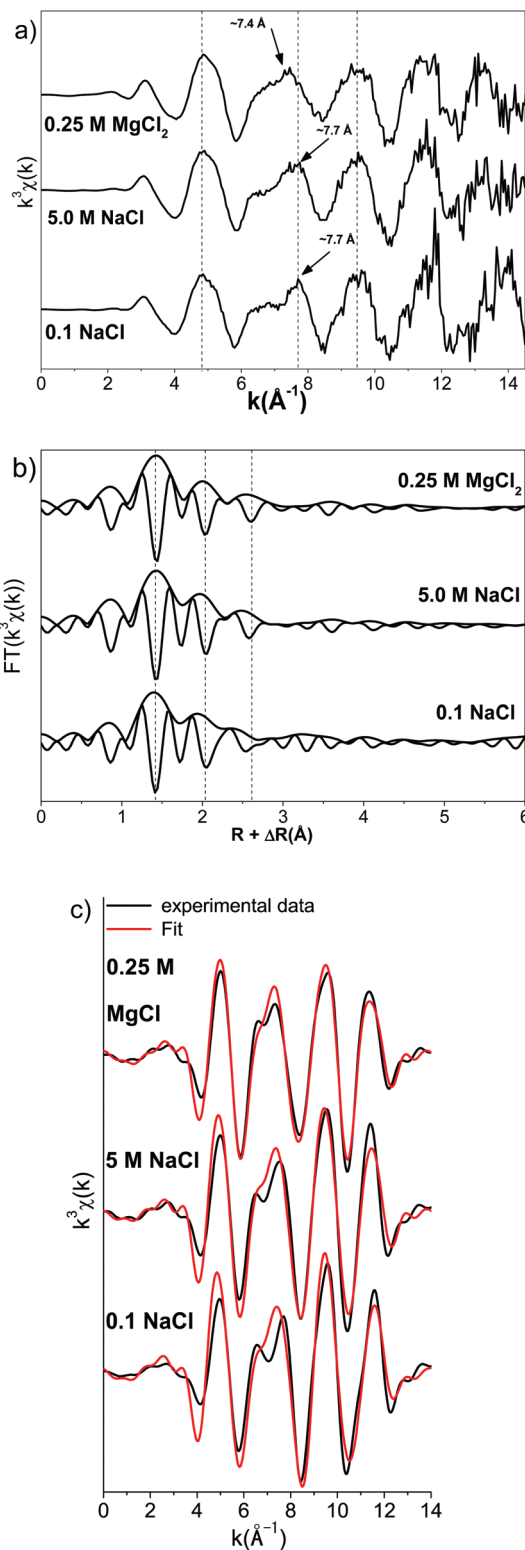 a)
~7.4 Å
0.25 M MgCl₂
~7.7 Å
5.0 M NaCl
~7.7 Å
0.1 NaCl
k³χ(k)
0 2 4 6 8 10 12 14
k(Å⁻¹)
b)
0.25 M MgCl₂
5.0 M NaCl
0.1 NaCl
FT(k³χ(k))
0 1 2 3 4 5 6
R + ΔR(Å)
c)
experimental data
Fit
0.25 M
MgCl
5 M NaCl
0.1 NaCl
k³χ(k)
0 2 4 6 8 10 12 14
k(Å⁻¹)